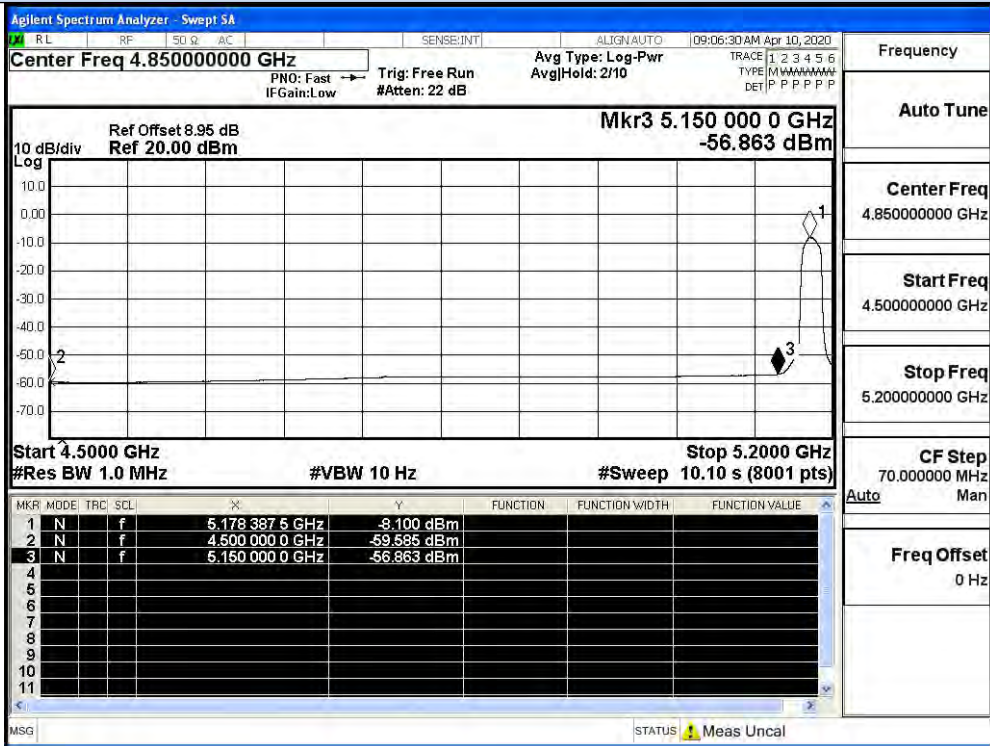 Agilent Spectrum Analyzer - Swept SA
RL RF 50 Ω AC SENSE:INT ALIGNAUTO 09:06:30 AM Apr 10, 2020
Center Freq 4.850000000 GHz
PNO: Fast
IFGain:Low
Trig: Free Run
#Atten: 22 dB
Avg Type: Log-Pwr
Avg|Hold: 2/10
TRACE 1 2 3 4 5 6
TYPE M WWWWW
DET P P P P P P
Mkr3 5.150 000 0 GHz
-56.863 dBm
Ref Offset 8.95 dB
10 dB/div Ref 20.00 dBm
Log
10.0
0.00
-10.0
-20.0
-30.0
-40.0
-50.0
-60.0
-70.0
1
2
3
Start 4.5000 GHz Stop 5.2000 GHz
#Res BW 1.0 MHz #VBW 10 Hz #Sweep 10.10 s (8001 pts)
MKR MODE TRC SCL X Y FUNCTION FUNCTION WIDTH FUNCTION VALUE
1 N f 5.178 387 5 GHz -8.100 dBm
2 N f 4.500 000 0 GHz -59.585 dBm
3 N f 5.150 000 0 GHz -56.863 dBm
4
5
6
7
8
9
10
11
MSG STATUS Meas Uncal
Frequency
Auto Tune
Center Freq
4.850000000 GHz
Start Freq
4.500000000 GHz
Stop Freq
5.200000000 GHz
CF Step
70.000000 MHz
Auto Man
Freq Offset
0 Hz